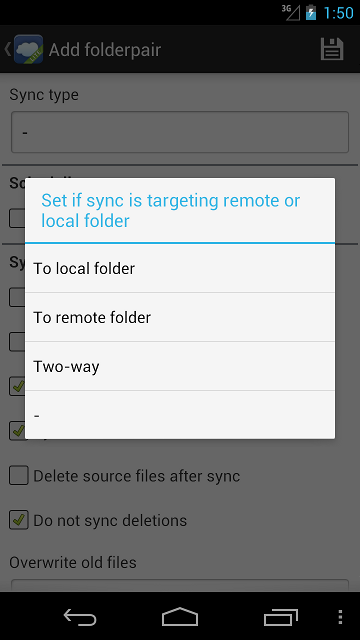 3G 1:50
Add folderpair
Sync type
-
Set if sync is targeting remote or
local folder
To local folder
To remote folder
Two-way
-
Delete source files after sync
Do not sync deletions
Overwrite old files